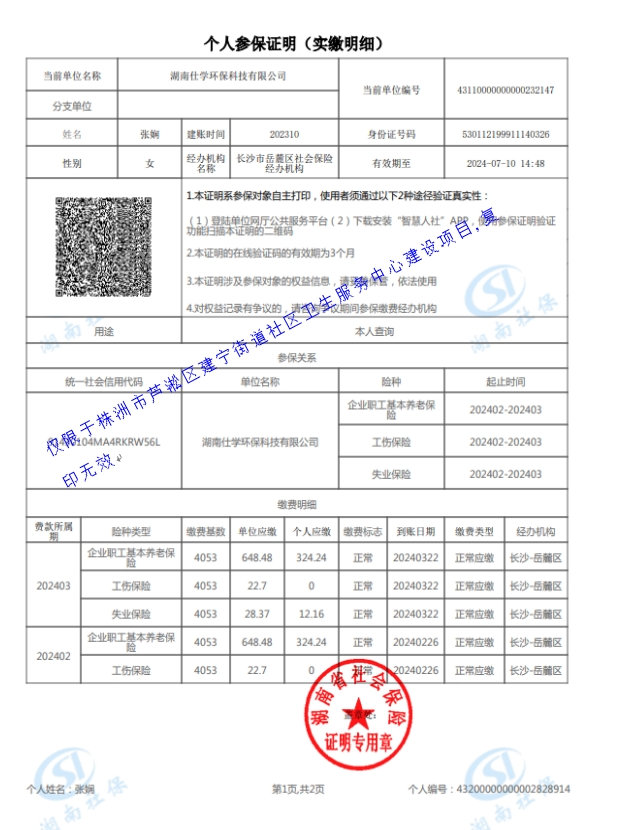 个人参保证明（实缴明细）
当前单位名称 湖南仕学环保科技有限公司 当前单位编号 43110000000000232147
分支单位
姓名 张娴 建账时间 202310 身份证号码 530112199911140326
性别 女 经办机构名称 长沙市岳麓区社会保险经办机构 有效期至 2024-07-10 14:48
1.本证明系参保对象自主打印，使用者须通过以下2种途径验证真实性：
（1）登陆单位网厅公共服务平台（2）下载安装“智慧人社”APP，使用参保证明验证
功能扫描本证明的二维码
2.本证明的在线验证码的有效期为3个月
3.本证明涉及参保对象的权益信息，请妥善保管，依法使用
4.对权益记录有争议的，请咨询争议期间参保缴费经办机构
用途 本人查询
参保关系
统一社会信用代码 单位名称 险种 起止时间
104MA4RKRW56L 湖南仕学环保科技有限公司 企业职工基本养老保险 202402-202403
工伤保险 202402-202403
失业保险 202402-202403
仅限于株洲市芦淞区建宁街道社区卫生服务中心建设项目,复
印无效
缴费明细
费款所属期 险种类型 缴费基数 单位应缴 个人应缴 缴费标志 到账日期 缴费类型 经办机构
202403 企业职工基本养老保险 4053 648.48 324.24 正常 20240322 正常应缴 长沙-岳麓区
工伤保险 4053 22.7 0 正常 20240322 正常应缴 长沙-岳麓区
失业保险 4053 28.37 12.16 正常 20240322 正常应缴 长沙-岳麓区
202402 企业职工基本养老保险 4053 648.48 324.24 正常 20240226 正常应缴 长沙-岳麓区
工伤保险 4053 22.7 0 正常 20240226 正常应缴 长沙-岳麓区
湖南省社会保险
盖章处：
证明专用章
个人姓名：张娴 第1页,共2页 个人编号：43200000000002828914
湖南社保
湖南社保
湖南社保
湖南社保